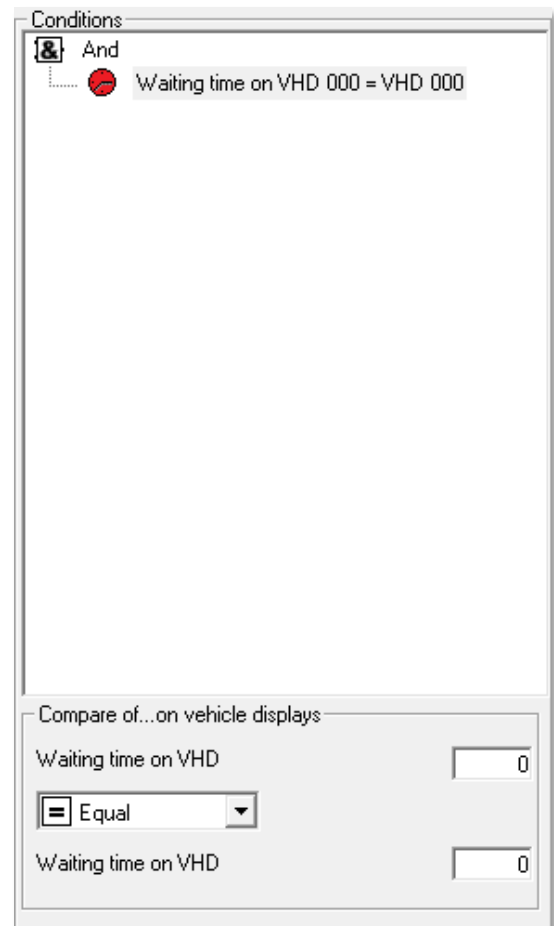 Conditions
& And
Waiting time on VHD 000 = VHD 000
Compare of...on vehicle displays
Waiting time on VHD 0
= Equal
Waiting time on VHD 0